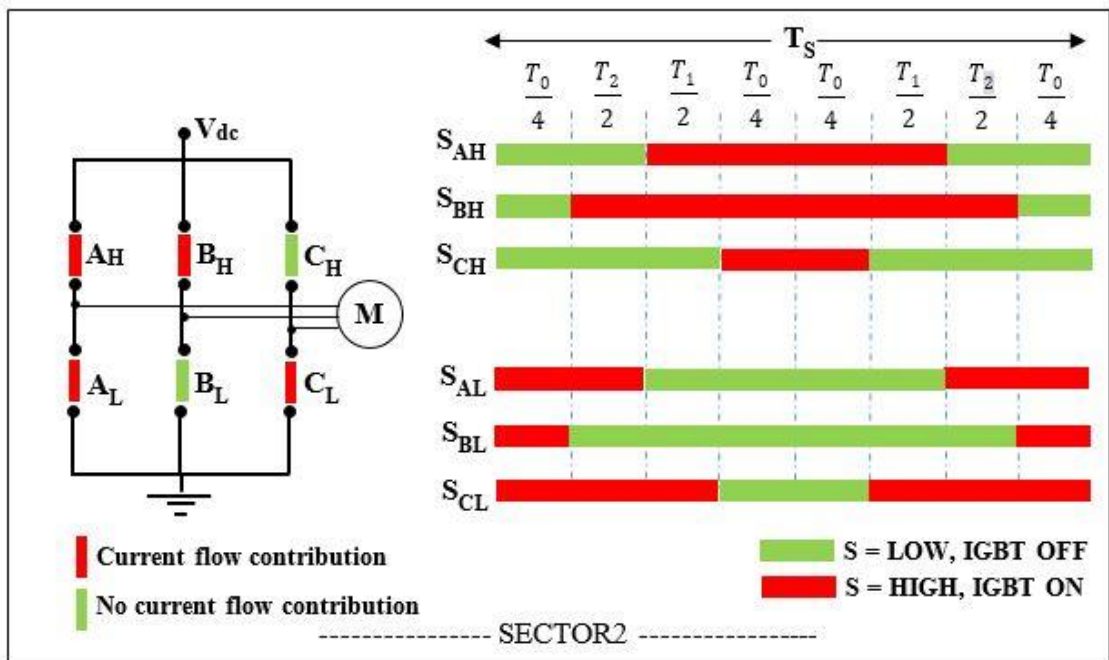 T_S
T_0/4 T_2/2 T_1/2 T_0/4 T_0/4 T_1/2 T_2/2 T_0/4
V_dc
S_AH
S_BH
S_CH
A_H B_H C_H
M
A_L B_L C_L
S_AL
S_BL
S_CL
Current flow contribution
No current flow contribution
S = LOW, IGBT OFF
S = HIGH, IGBT ON
---------------- SECTOR2 ----------------